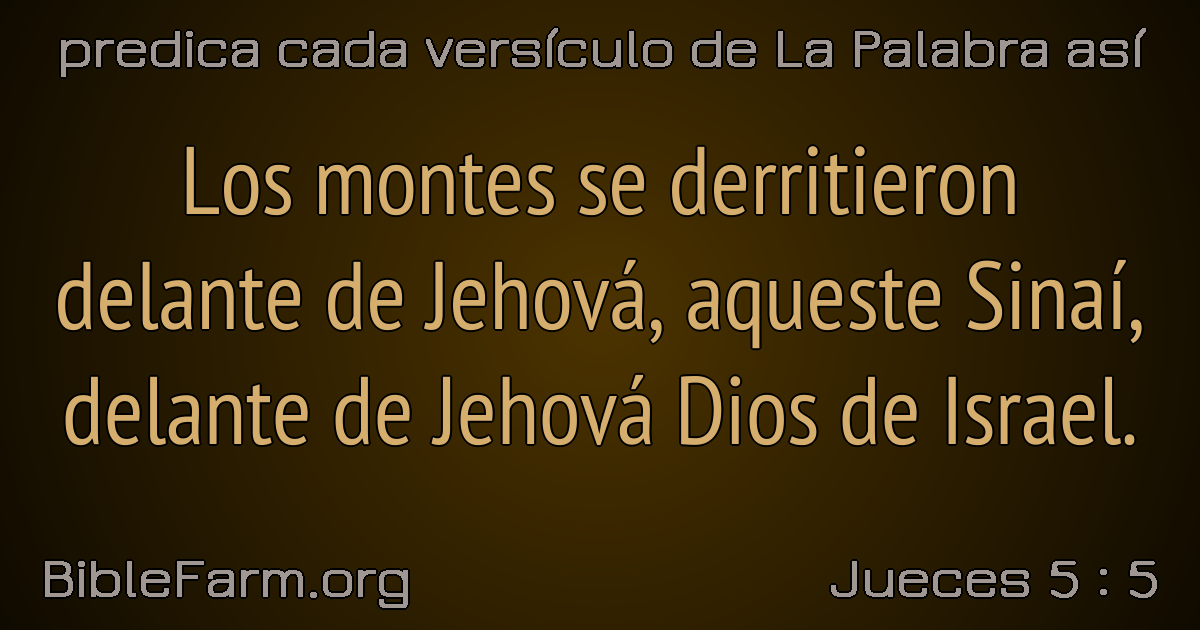 predica cada versículo de La Palabra así
Los montes se derritieron
delante de Jehová, aqueste Sinaí,
delante de Jehová Dios de Israel.
BibleFarm.org
Jueces 5 : 5